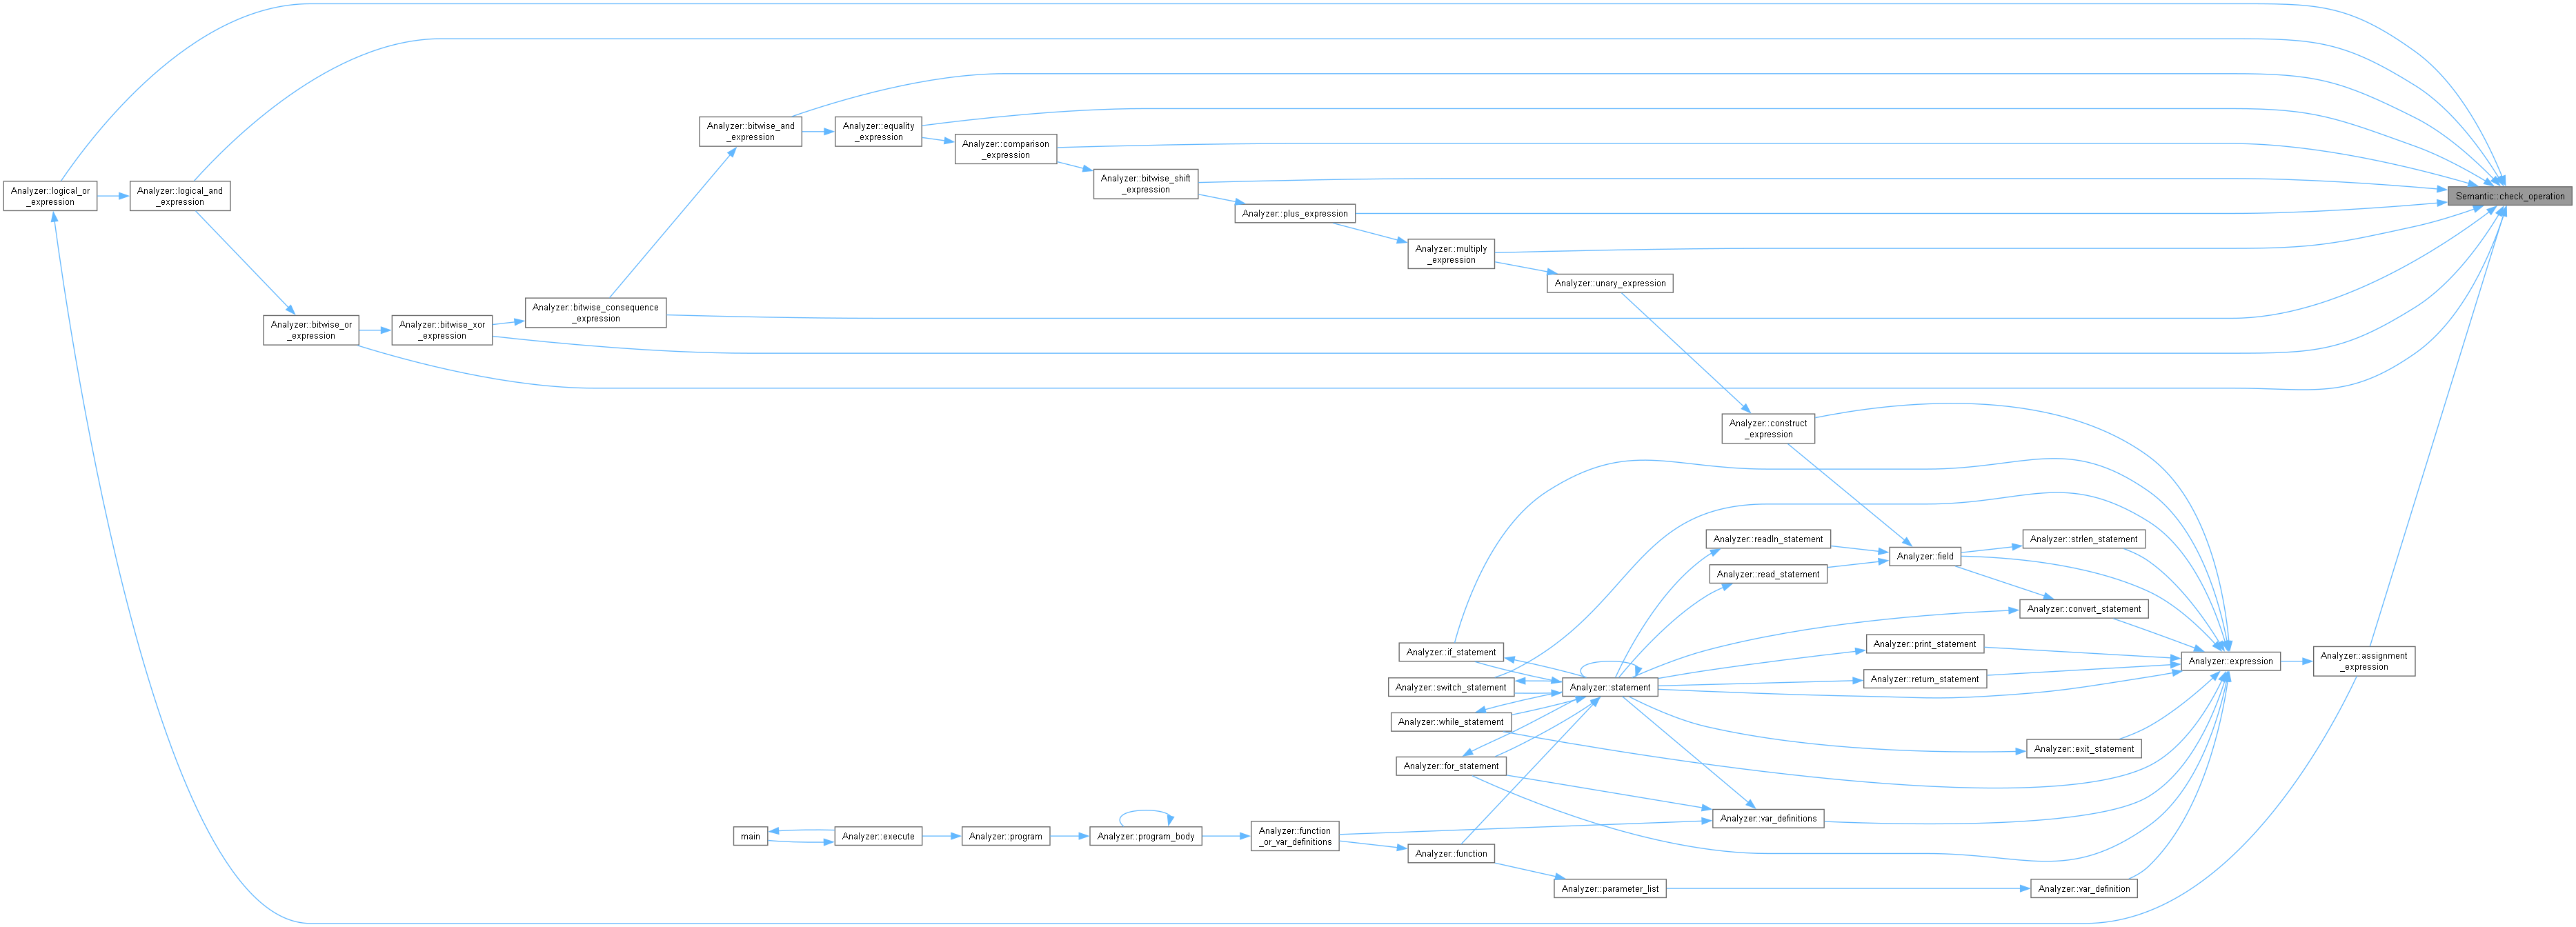 Analyzer::bitwise_and
_expression
Analyzer::equality
_expression
Analyzer::comparison
_expression
Analyzer::bitwise_shift
_expression
Analyzer::logical_or
_expression
Analyzer::logical_and
_expression
Semantic::check_operation
Analyzer::plus_expression
Analyzer::multiply
_expression
Analyzer::unary_expression
Analyzer::bitwise_consequence
_expression
Analyzer::bitwise_or
_expression
Analyzer::bitwise_xor
_expression
Analyzer::construct
_expression
Analyzer::readln_statement
Analyzer::strlen_statement
Analyzer::field
Analyzer::read_statement
Analyzer::convert_statement
Analyzer::print_statement
Analyzer::if_statement
Analyzer::expression
Analyzer::assignment
_expression
Analyzer::return_statement
Analyzer::switch_statement
Analyzer::statement
Analyzer::while_statement
Analyzer::exit_statement
Analyzer::for_statement
Analyzer::var_definitions
main
Analyzer::execute
Analyzer::program
Analyzer::program_body
Analyzer::function
_or_var_definitions
Analyzer::function
Analyzer::parameter_list
Analyzer::var_definition